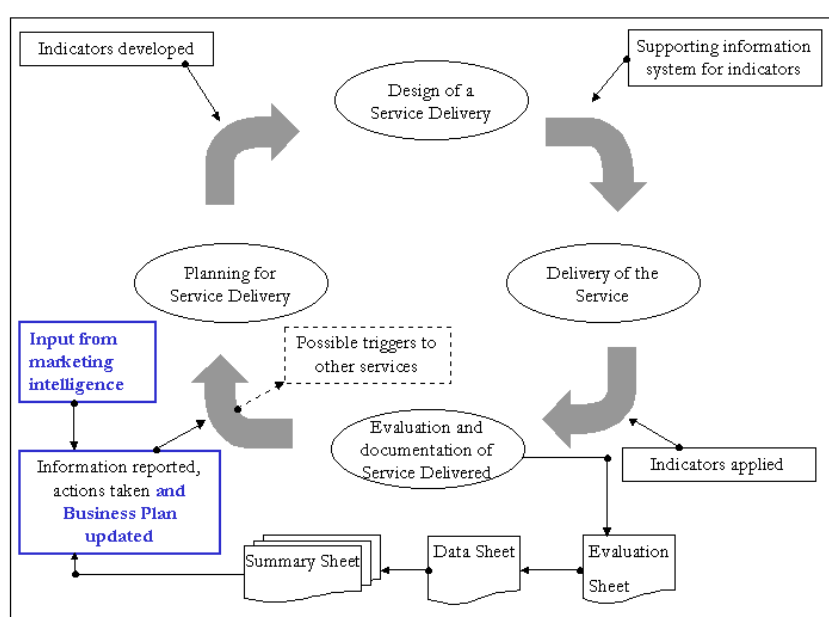 Indicators developed
Supporting information
system for indicators
Design of a
Service Delivery
Planning for
Service Delivery
Delivery of the
Service
Input from
marketing
intelligence
Possible triggers to
other services
Evaluation and
documentation of
Service Delivered
Information reported,
actions taken and
Business Plan
updated
Indicators applied
Summary Sheet
Data Sheet
Evaluation
Sheet